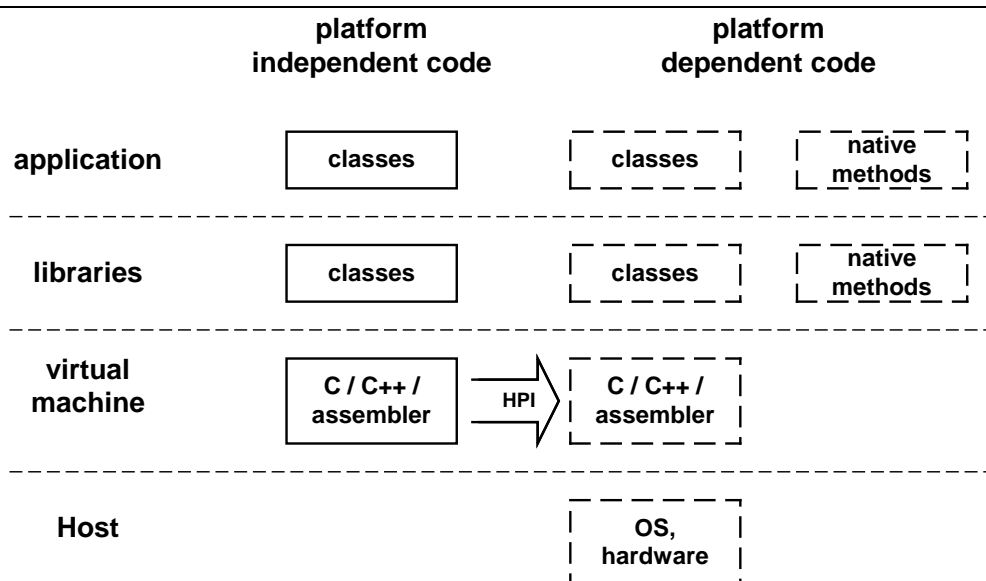 platform
independent code
platform
dependent code
application
classes
classes
native
methods
libraries
classes
classes
native
methods
virtual
machine
C / C++ /
assembler
HPI
C / C++ /
assembler
Host
OS,
hardware